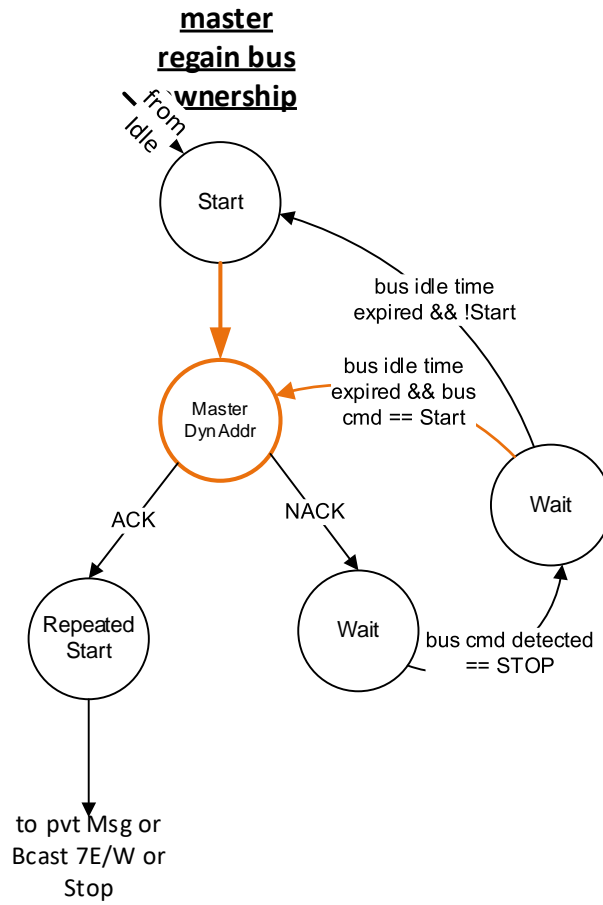 master
regain bus
wnership
from
Idle
Start
bus idle time
expired && !Start
bus idle time
expired && bus
cmd == Start
Master
Dyn Addr
Wait
ACK
NACK
Repeated
Start
Wait
bus cmd detected
== STOP
to pvt Msg or
Bcast 7E/W or
Stop